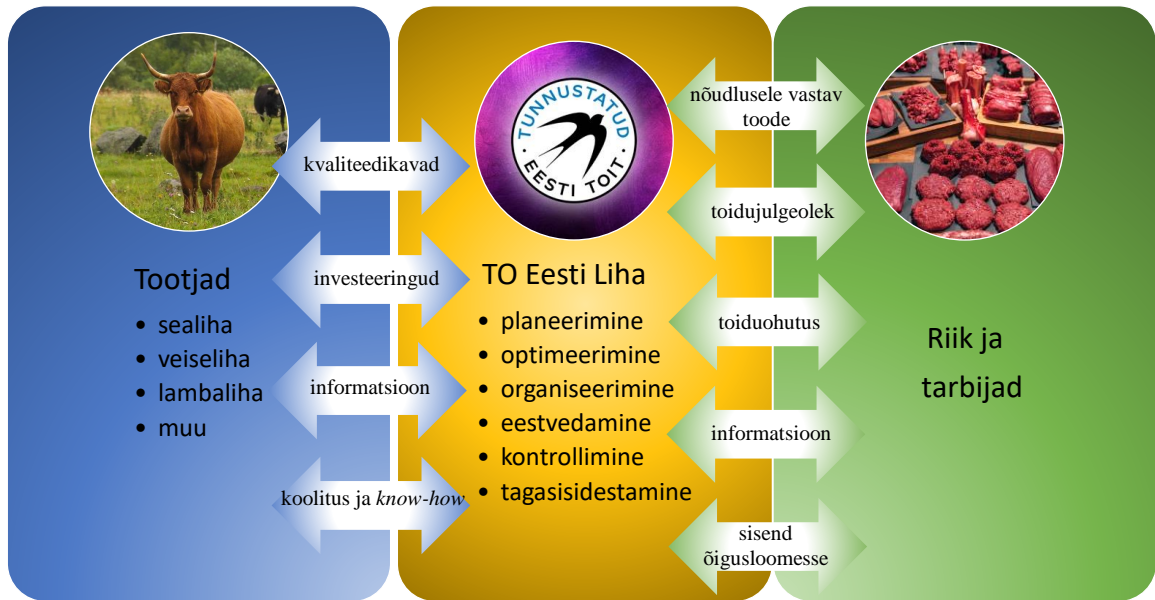 kvaliteedikavad
investeeringud
informatsioon
koolitus ja know-how
Tootjad
• sealiha
• veiseliha
• lambaliha
• muu
TUNNUSTATUD
EESTI TOIT
TO Eesti Liha
• planeerimine
• optimeerimine
• organiseerimine
• eestvedamine
• kontrollimine
• tagasisidestamine
nõudlusele vastav
toode
toidujulgeolek
toiduohutus
informatsioon
sisend
õigusloomesse
Riik ja
tarbijad